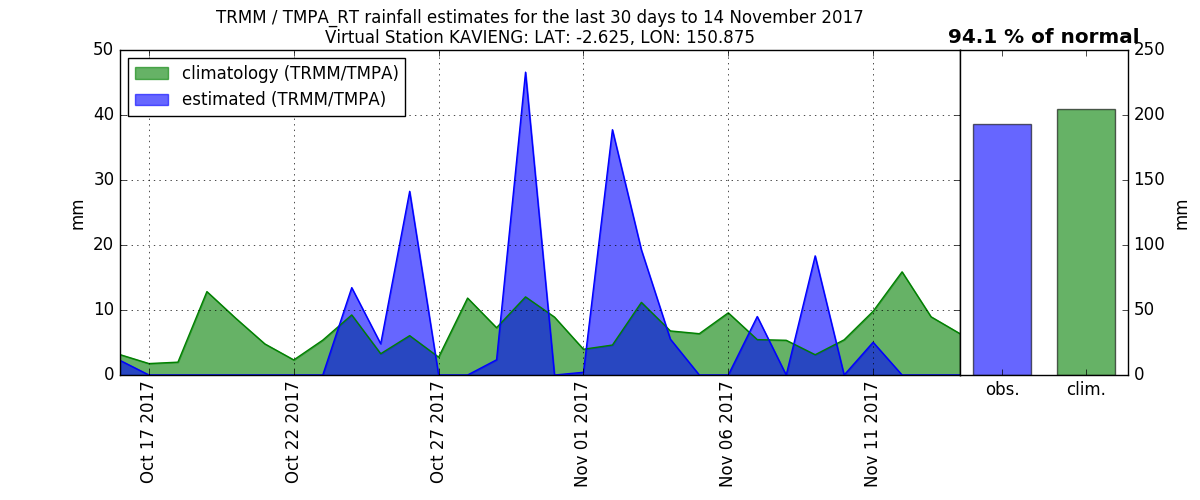 TRMM / TMPA_RT rainfall estimates for the last 30 days to 14 November 2017
Virtual Station KAVIENG: LAT: -2.625, LON: 150.875
94.1 % of normal
climatology (TRMM/TMPA)
estimated (TRMM/TMPA)
50
40
30
20
10
0
mm
Oct 17 2017
Oct 22 2017
Oct 27 2017
Nov 01 2017
Nov 06 2017
Nov 11 2017
250
200
150
100
50
0
mm
obs.
clim.